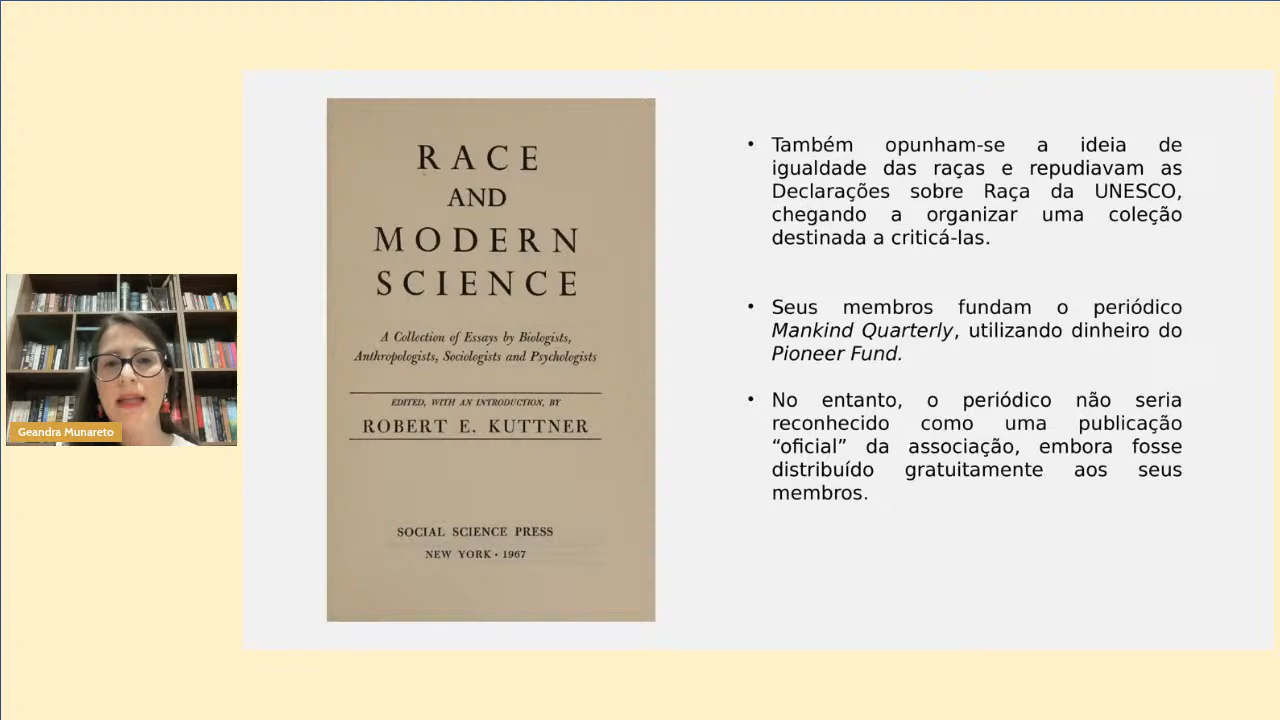 RACE
AND
MODERN
SCIENCE
A Collection of Essays by Biologists,
Anthropologists, Sociologists and Psychologists
EDITED, WITH AN INTRODUCTION, BY
ROBERT E. KUTTNER
SOCIAL SCIENCE PRESS
NEW YORK • 1967
• Também opunham-se a ideia de
igualdade das raças e repudiavam as
Declarações sobre Raça da UNESCO,
chegando a organizar uma coleção
destinada a criticá-las.
• Seus membros fundam o periódico
Mankind Quarterly, utilizando dinheiro do
Pioneer Fund.
• No entanto, o periódico não seria
reconhecido como uma publicação
“oficial” da associação, embora fosse
distribuído gratuitamente aos seus
membros.
Geandra Munareto